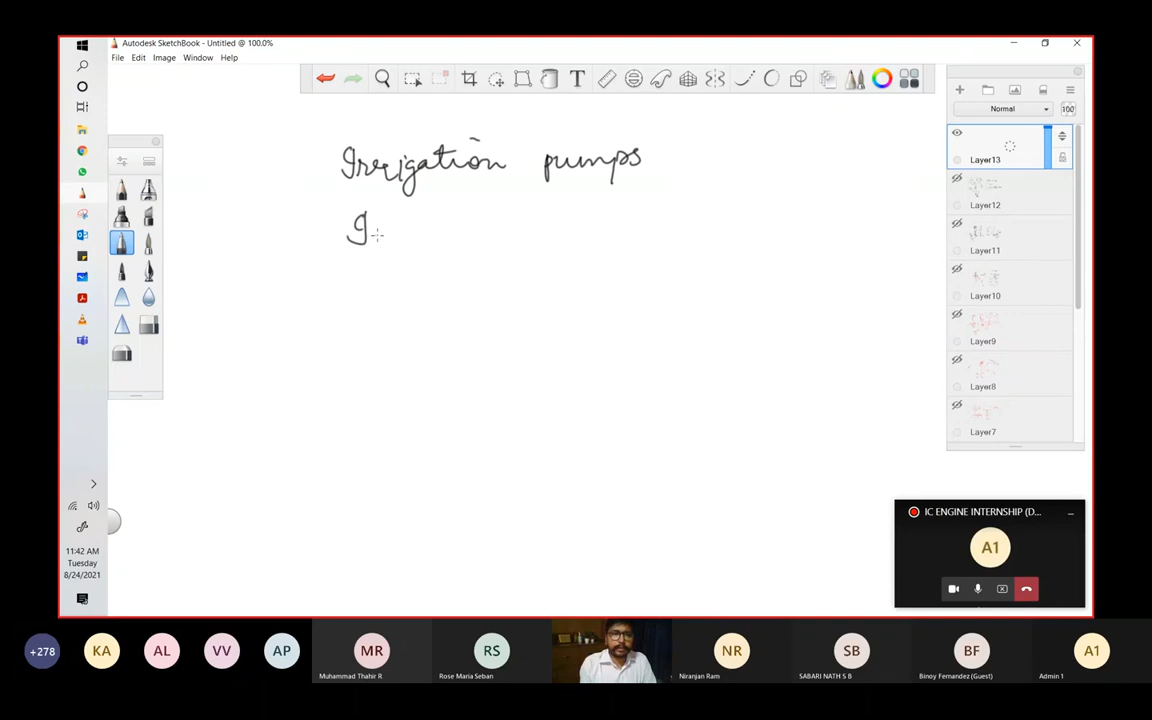 Autodesk SketchBook - Untitled @ 100.0%
File Edit Image Window Help
T
Normal
100
Layer13
Layer12
Layer11
Layer10
Layer9
Layer8
Layer7
Irrigation pumps
I
11:42 AM
Tuesday
8/24/2021
IC ENGINE INTERNSHIP (D...
A1
+278 KA AL VV AP MR RS NR SB BF A1
Muhammad Thahir R Rose Maria Seban Niranjan Ram SABARI NATH S B Binoy Fernandez (Guest) Admin 1